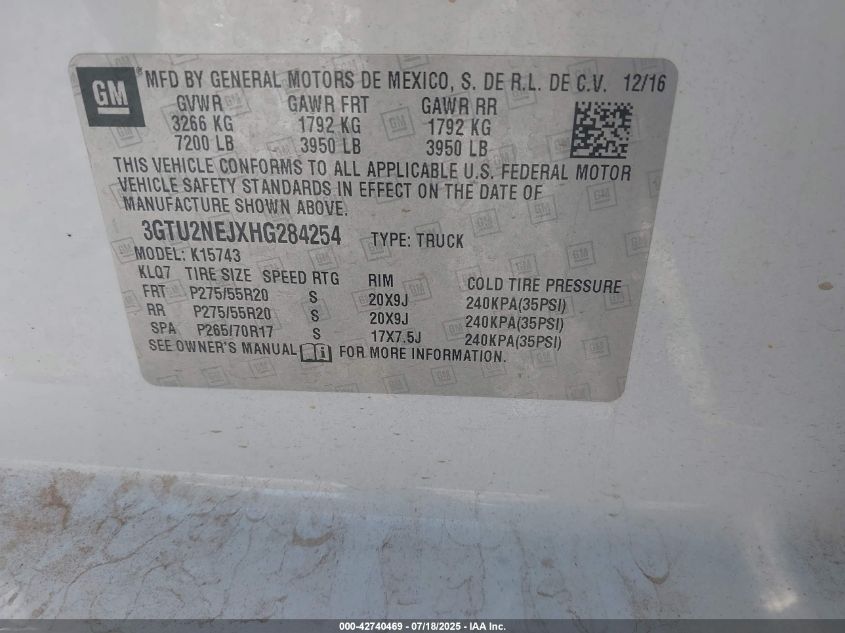 GM
*MFD BY GENERAL MOTORS DE MEXICO, S. DE R.L. DE C.V. 12/16
GVWR GAWR FRT GAWR RR
3266 KG 1792 KG 1792 KG
7200 LB 3950 LB 3950 LB
THIS VEHICLE CONFORMS TO ALL APPLICABLE U.S. FEDERAL MOTOR
VEHICLE SAFETY STANDARDS IN EFFECT ON THE DATE OF
MANUFACTURE SHOWN ABOVE.
3GTU2NEJXHG284254 TYPE: TRUCK
MODEL: K15743
KLQ7 TIRE SIZE SPEED RTG RIM COLD TIRE PRESSURE
FRT P275/55R20 S 20X9J 240KPA(35PSI)
RR P275/55R20 S 20X9J 240KPA(35PSI)
SPA P265/70R17 S 17X7.5J 240KPA(35PSI)
SEE OWNER'S MANUAL FOR MORE INFORMATION.
000-42740469 - 07/18/2025 - IAA Inc.